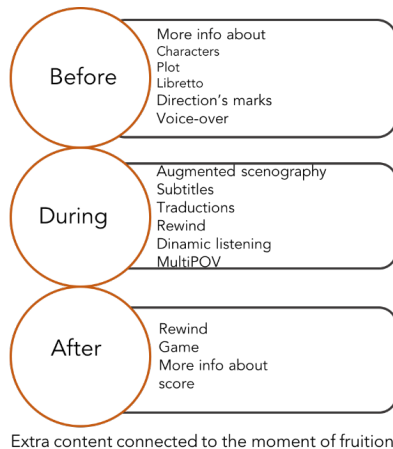 Before
More info about
Characters
Plot
Libretto
Direction's marks
Voice-over
During
Augmented scenography
Subtitles
Traductions
Rewind
Dinamic listening
MultiPOV
After
Rewind
Game
More info about
score
Extra content connected to the moment of fruition